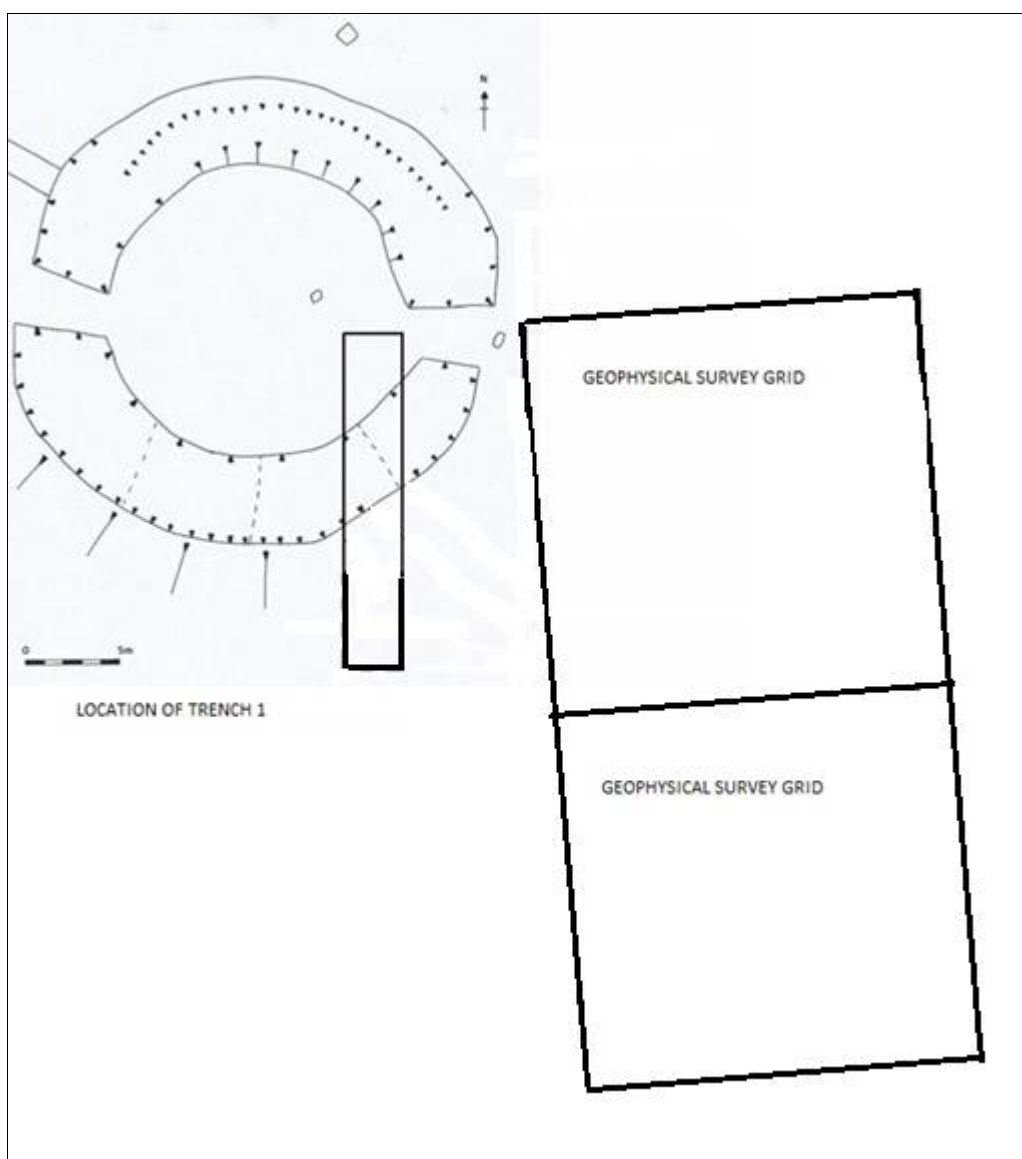 N
GEOPHYSICAL SURVEY GRID
0 5m
LOCATION OF TRENCH 1
GEOPHYSICAL SURVEY GRID